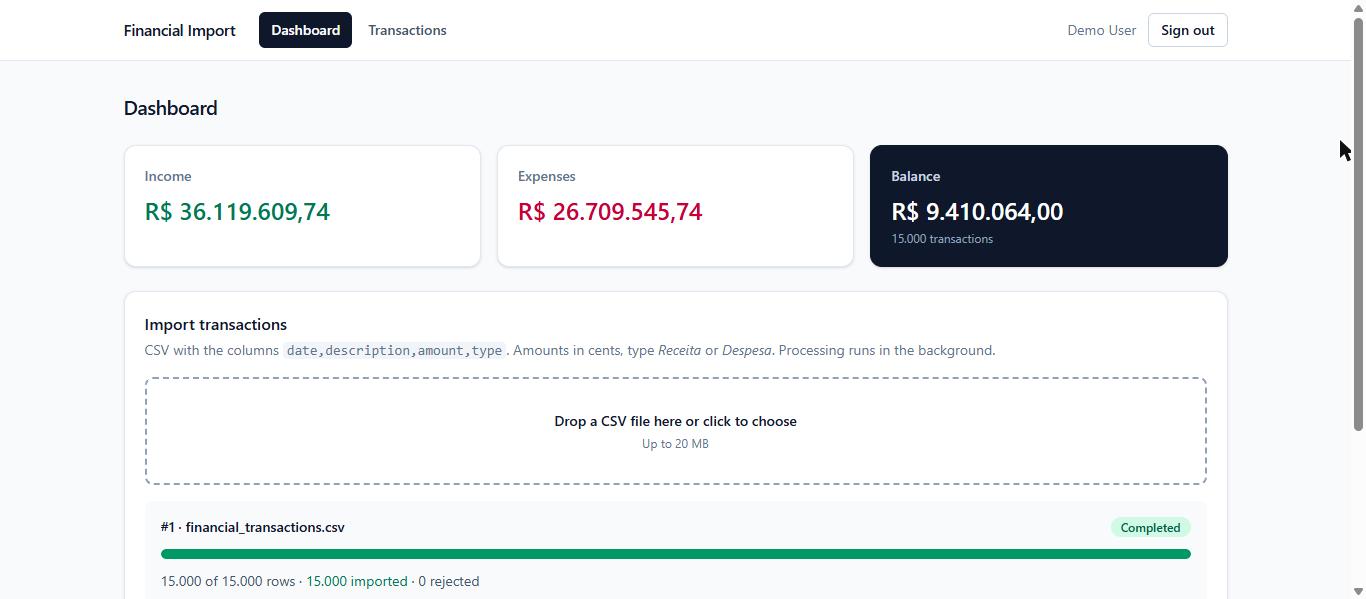 Financial Import Dashboard Transactions Demo User Sign out
Dashboard
Income
R$ 36.119.609,74
Expenses
R$ 26.709.545,74
Balance
R$ 9.410.064,00
15.000 transactions
Import transactions
CSV with the columns date,description,amount,type. Amounts in cents, type Receita or Despesa. Processing runs in the background.
Drop a CSV file here or click to choose
Up to 20 MB
#1 · financial_transactions.csv Completed
15.000 of 15.000 rows · 15.000 imported · 0 rejected